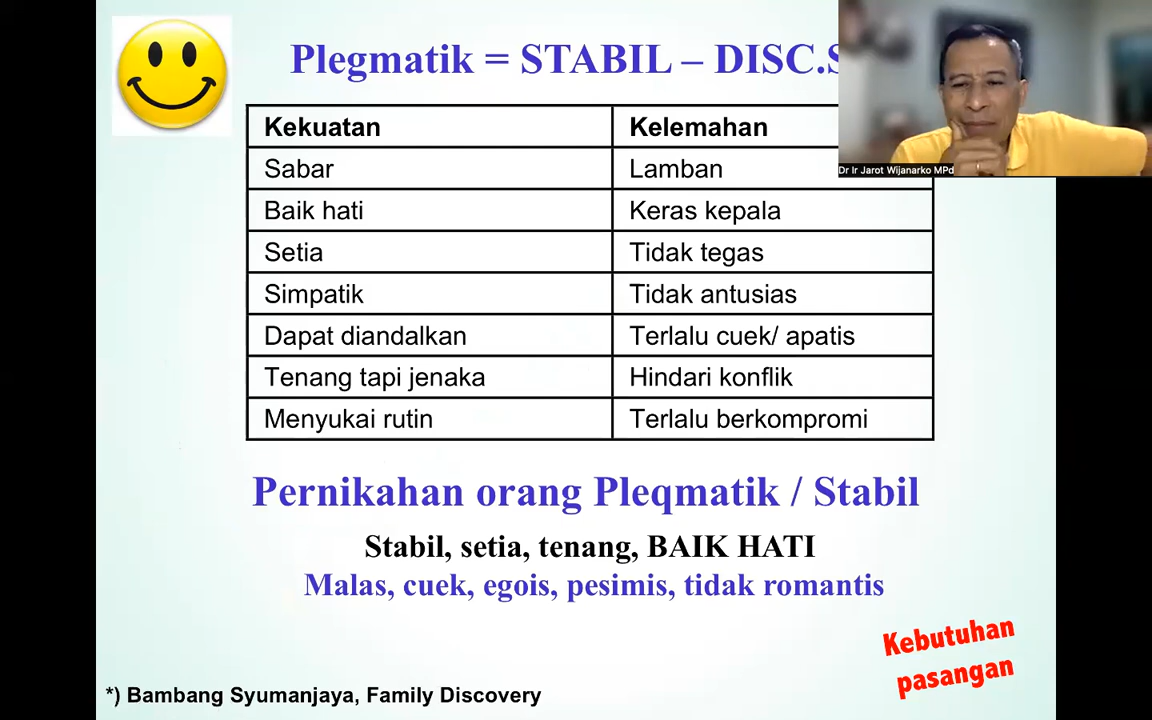 Plegmatik = STABIL – DISC.S
Kekuatan Kelemahan
Sabar Lamban
Baik hati Keras kepala
Setia Tidak tegas
Simpatik Tidak antusias
Dapat diandalkan Terlalu cuek/ apatis
Tenang tapi jenaka Hindari konflik
Menyukai rutin Terlalu berkompromi
Dr Ir Jarot Wijanarko MPd
Pernikahan orang Pleqmatik / Stabil
Stabil, setia, tenang, BAIK HATI
Malas, cuek, egois, pesimis, tidak romantis
Kebutuhan
pasangan
*) Bambang Syumanjaya, Family Discovery